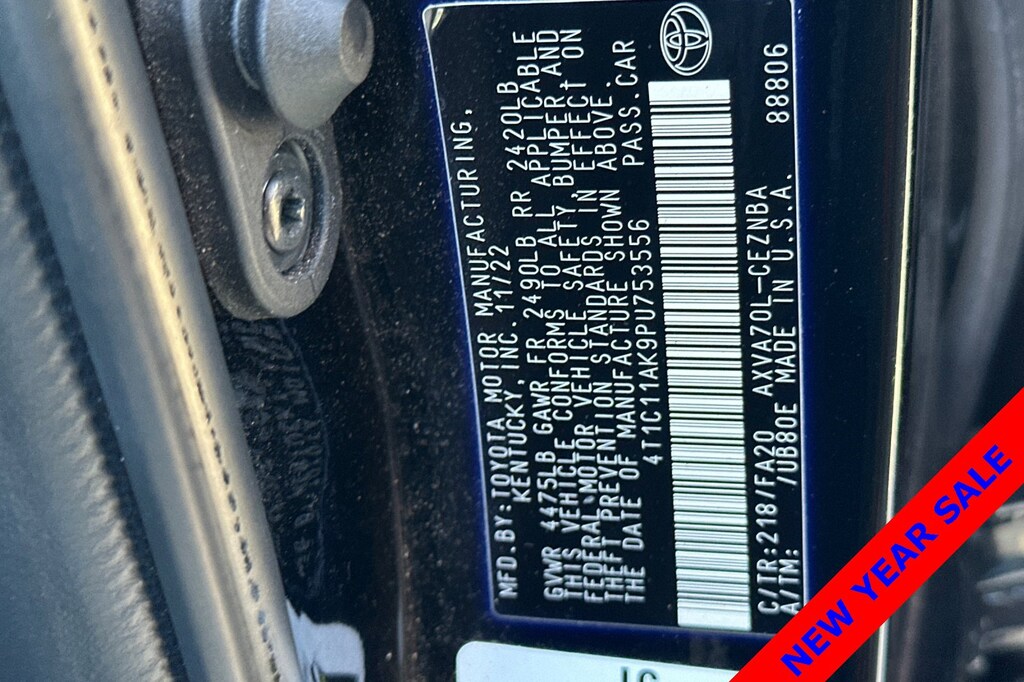 MFD.BY:TOYOTA MOTOR MANUFACTURING,
KENTUCKY, INC. 11/22
GVWR 4475LB GAWR FR 2490LB RR 2420LB
THIS VEHICLE CONFORMS TO ALL APPLICABLE
FEDERAL MOTOR VEHICLE SAFETY, BUMPER, AND
THEFT PREVENTION STANDARDS IN EFFECT ON
THE DATE OF MANUFACTURE SHOWN ABOVE.
4T1C11AK9PU753556 PASS.CAR
C/TR:218/FA20 AXVA70L-CEZNBA 88806
A/TM: /UB80E MADE IN U.S.A.
NEW YEAR SALE